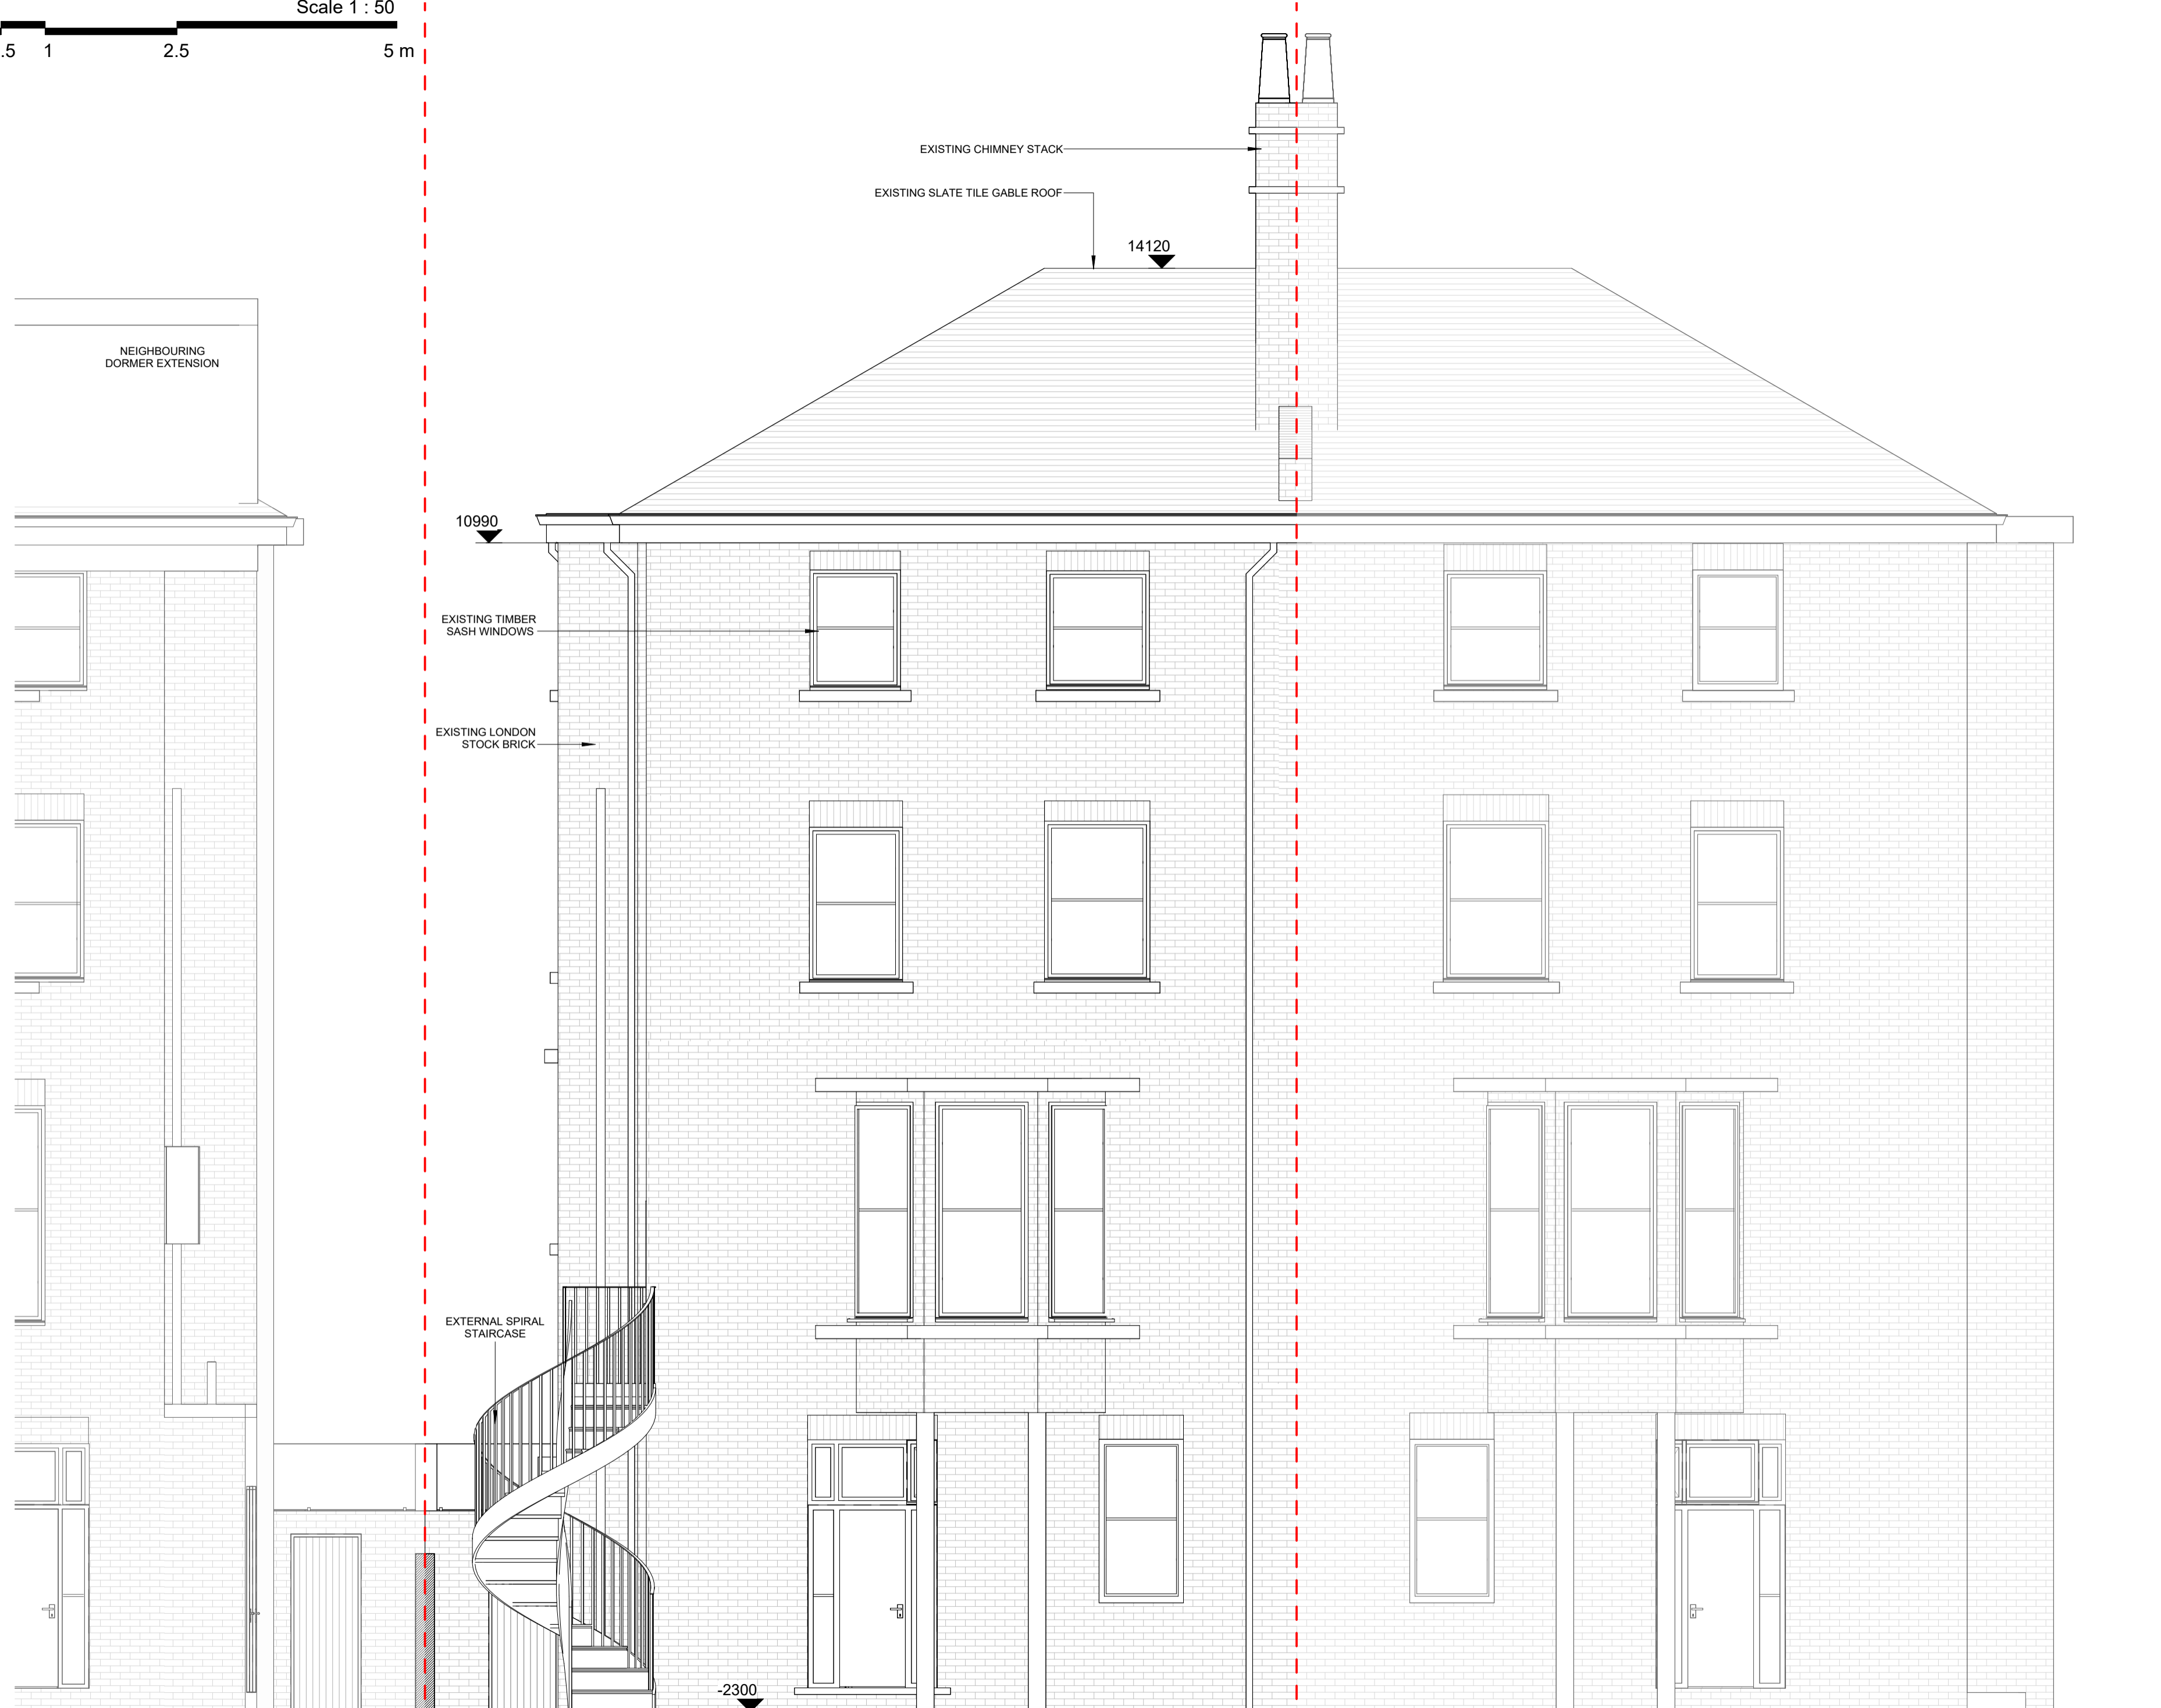 Scale 1 : 50
.5 1 2.5 5 m
EXISTING CHIMNEY STACK
EXISTING SLATE TILE GABLE ROOF
14120
NEIGHBOURING
DORMER EXTENSION
10990
EXISTING TIMBER
SASH WINDOWS
EXISTING LONDON
STOCK BRICK
EXTERNAL SPIRAL
STAIRCASE
-2300